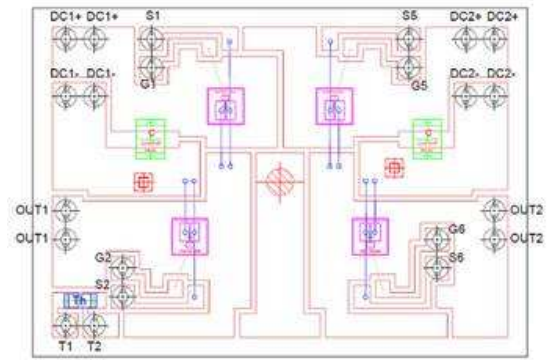 DC1+ DC1+ S1 S5 DC2+ DC2+
G1 G5
DC1- DC1- DC2- DC2-
C C
OUT1 OUT2
OUT1 OUT2
G2 G6
S2 S6
Th
T1 T2